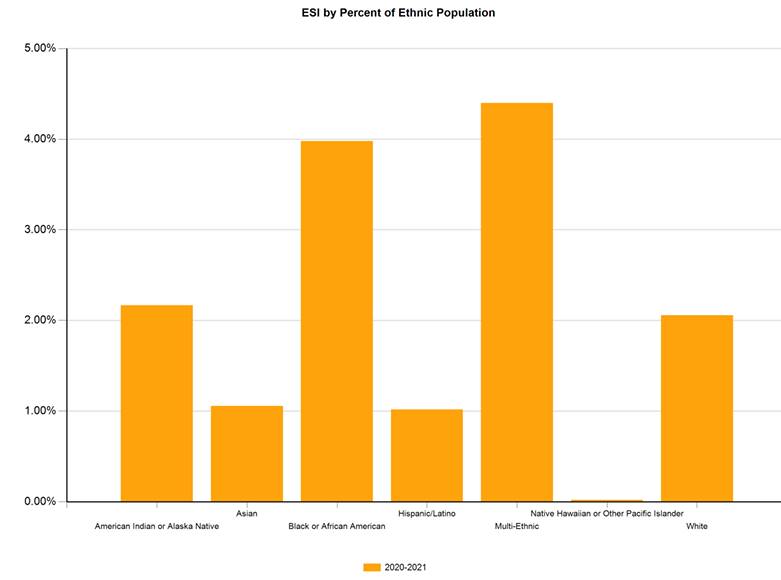 ESI by Percent of Ethnic Population
5.00%
4.00%
3.00%
2.00%
1.00%
0.00%
American Indian or Alaska Native
Asian
Black or African American
Hispanic/Latino
Multi-Ethnic
Native Hawaiian or Other Pacific Islander
White
2020-2021